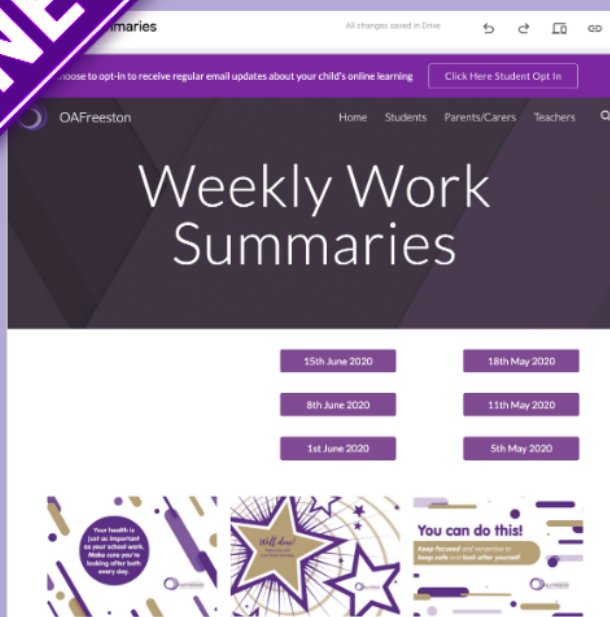 NE
maries
All changes saved in Drive
oose to opt-in to receive regular email updates about your child's online learning
Click Here Student Opt In
OAFreeston
Home Students Parents/Carers Teachers
Weekly Work
Summaries
15th June 2020
18th May 2020
8th June 2020
11th May 2020
1st June 2020
5th May 2020
Your health is
just as important
as your school work.
Make sure you're
looking after both
every day.
Well done!
You can do this!
Keep focused and remember to
keep safe and look after yourself